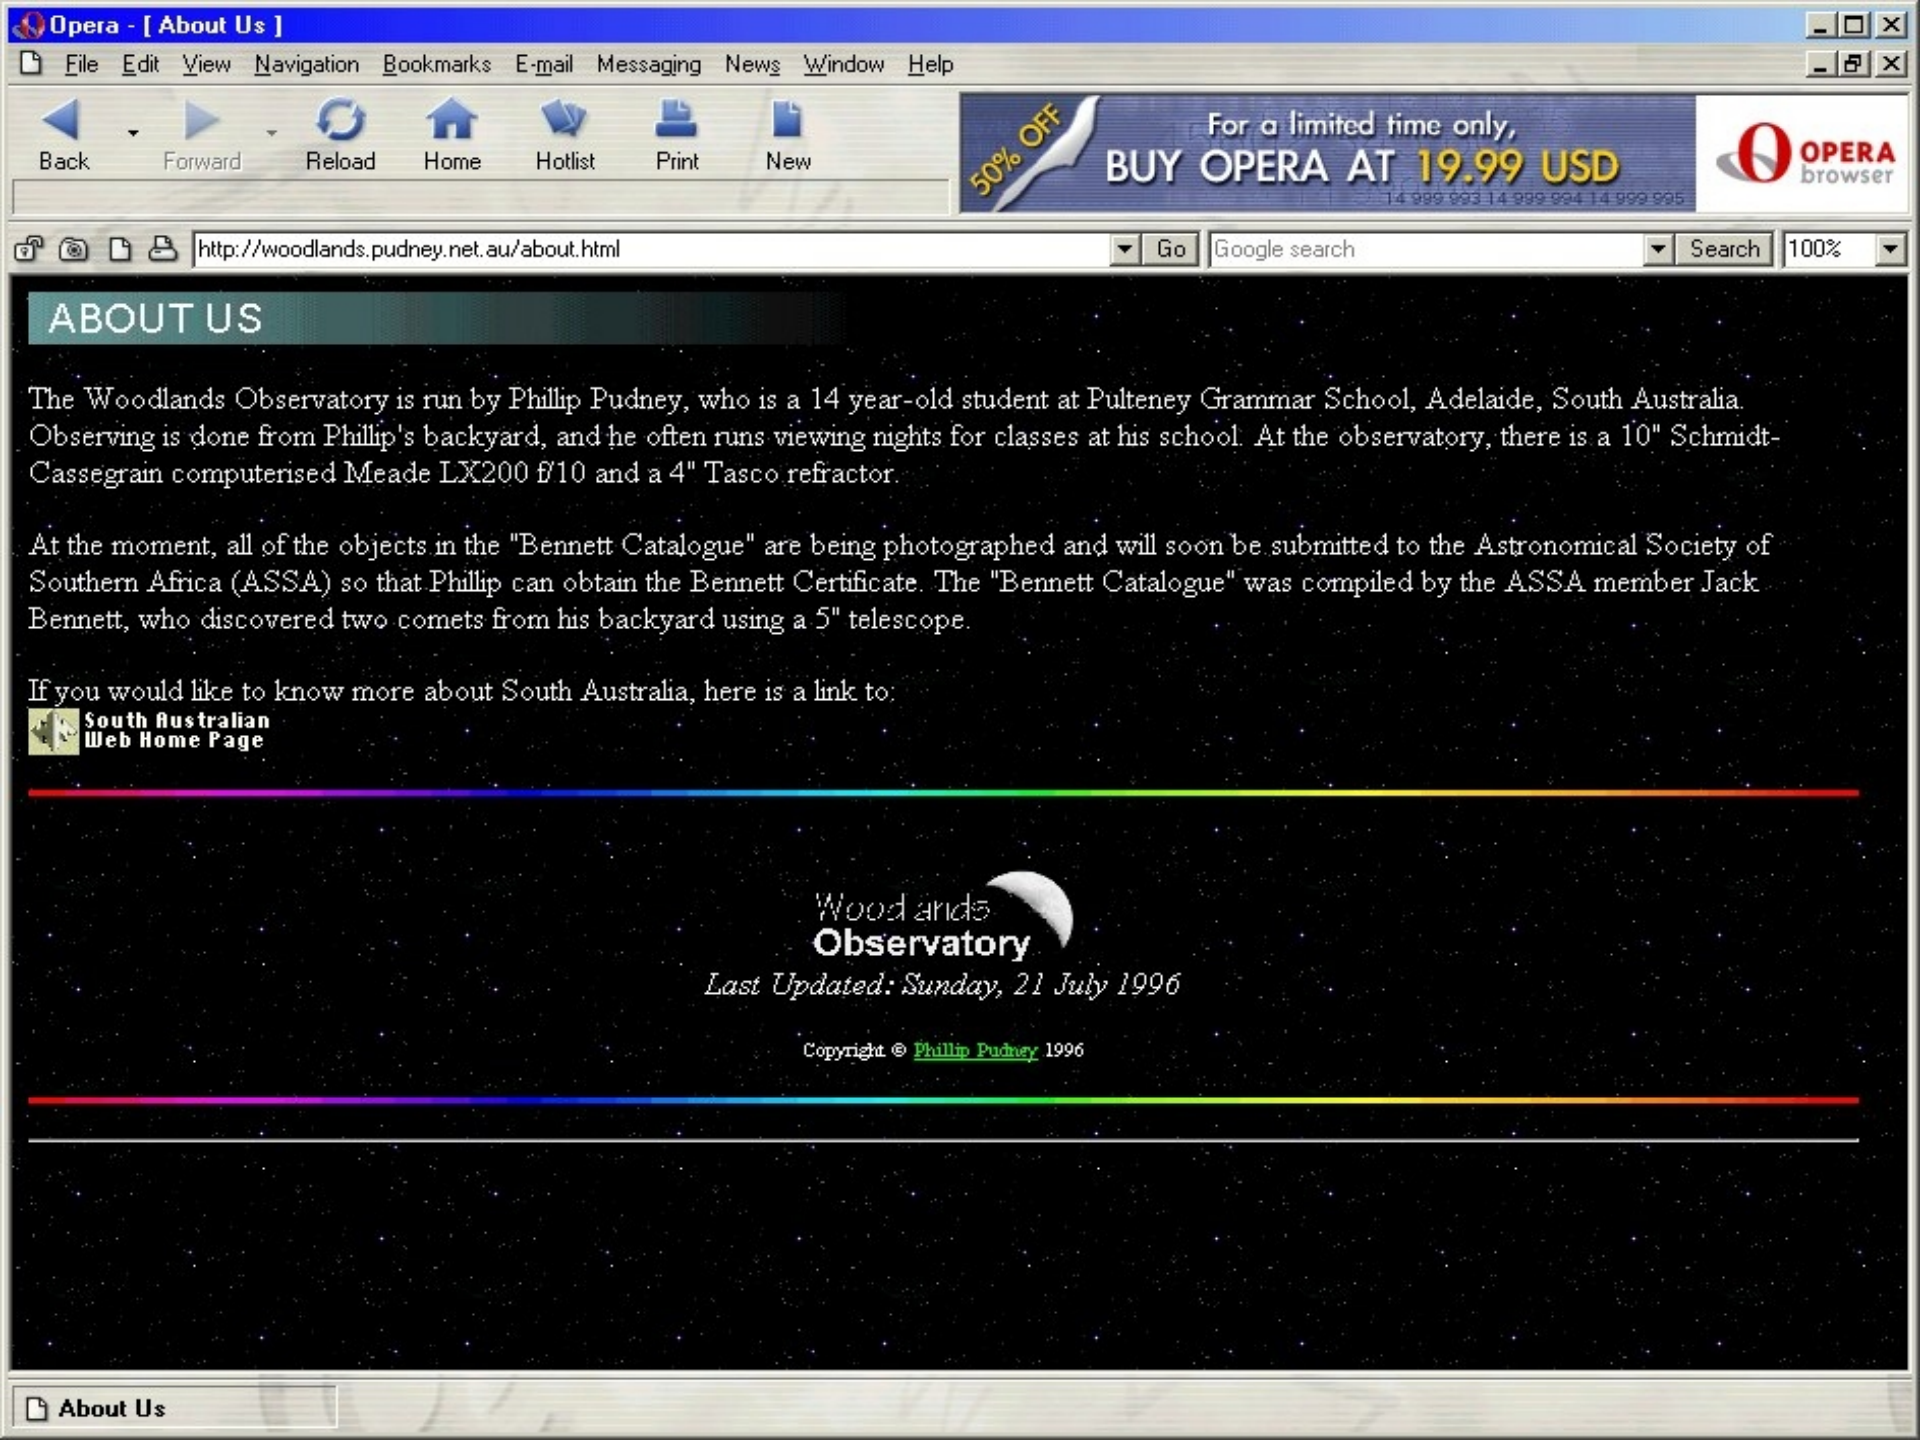 Opera - [ About Us ]
File Edit View Navigation Bookmarks E-mail Messaging News Window Help
Back Forward Reload Home Hotlist Print New
50% OFF
For a limited time only,
BUY OPERA AT 19.99 USD
14 999 993 14 999 994 14 999 995
OPERA
browser
http://woodlands.pudney.net.au/about.html Go Google search Search 100%
ABOUT US
The Woodlands Observatory is run by Phillip Pudney, who is a 14 year-old student at Pulteney Grammar School, Adelaide, South Australia.
Observing is done from Phillip's backyard, and he often runs viewing nights for classes at his school. At the observatory, there is a 10" Schmidt-
Cassegrain computerised Meade LX200 f/10 and a 4" Tasco refractor.
At the moment, all of the objects in the "Bennett Catalogue" are being photographed and will soon be submitted to the Astronomical Society of
Southern Africa (ASSA) so that Phillip can obtain the Bennett Certificate. The "Bennett Catalogue" was compiled by the ASSA member Jack
Bennett, who discovered two comets from his backyard using a 5" telescope.
If you would like to know more about South Australia, here is a link to:
South Australian
Web Home Page
Woodlands
Observatory
Last Updated: Sunday, 21 July 1996
Copyright © Phillip Pudney 1996
About Us